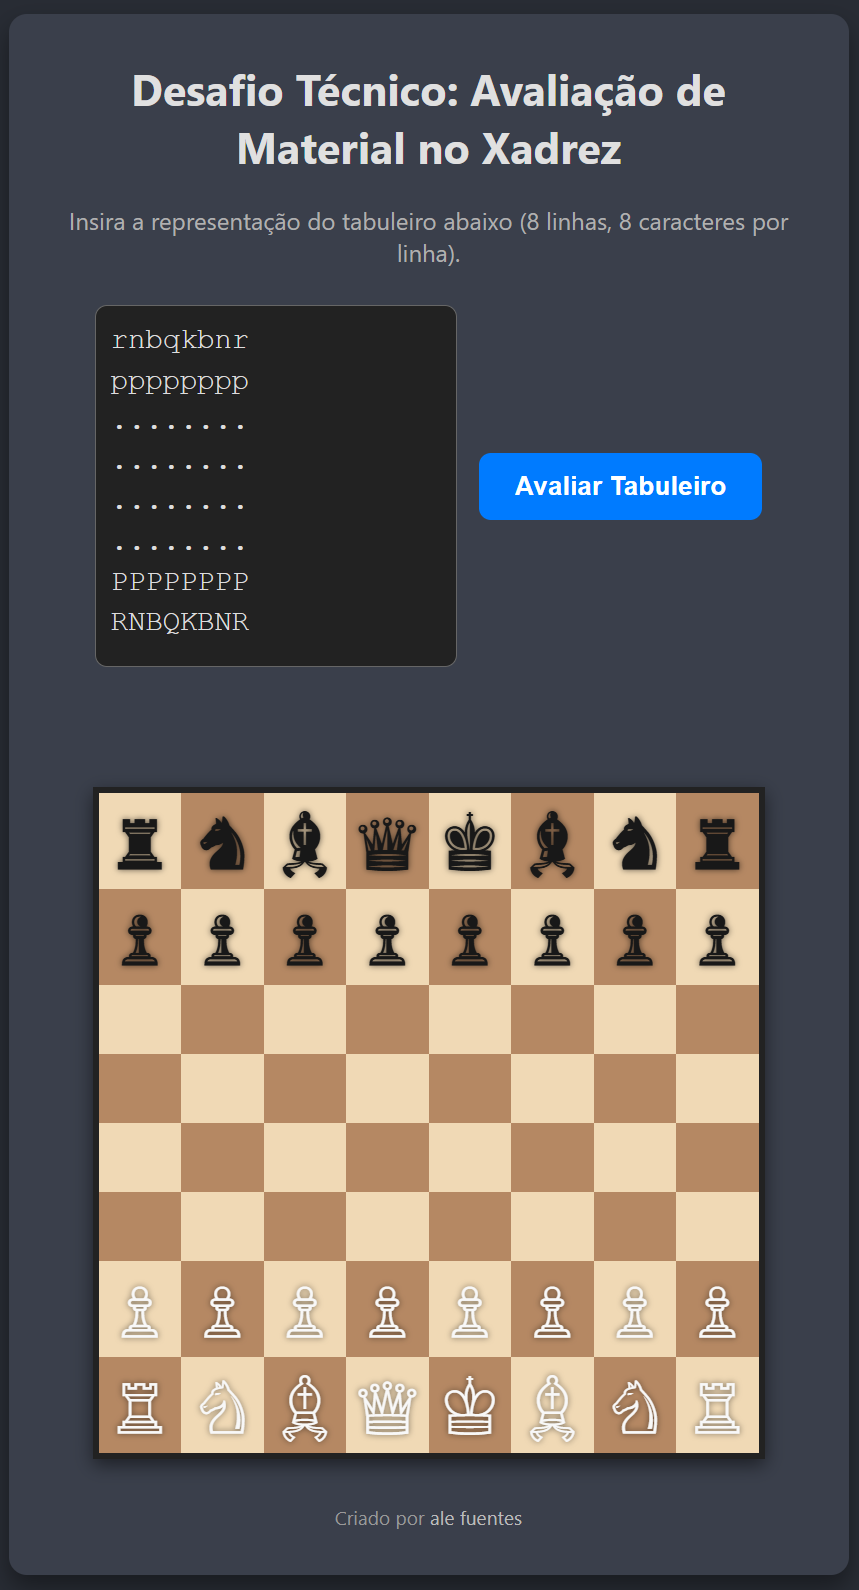 Desafio Técnico: Avaliação de
Material no Xadrez
Insira a representação do tabuleiro abaixo (8 linhas, 8 caracteres por
linha).
rnbqkbnr
pppppppp
........
........
........
........
PPPPPPPP
RNBQKBNR
Avaliar Tabuleiro
Criado por ale fuentes